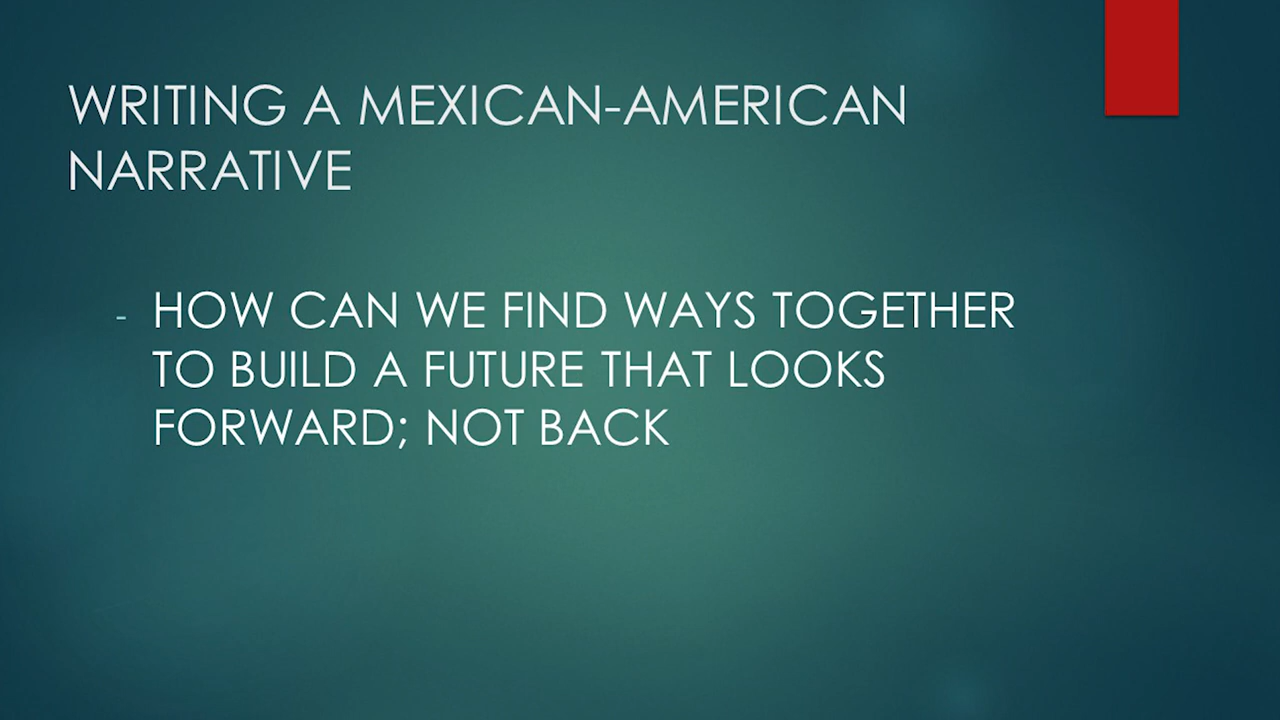 WRITING A MEXICAN-AMERICAN
NARRATIVE
- HOW CAN WE FIND WAYS TOGETHER
TO BUILD A FUTURE THAT LOOKS
FORWARD; NOT BACK